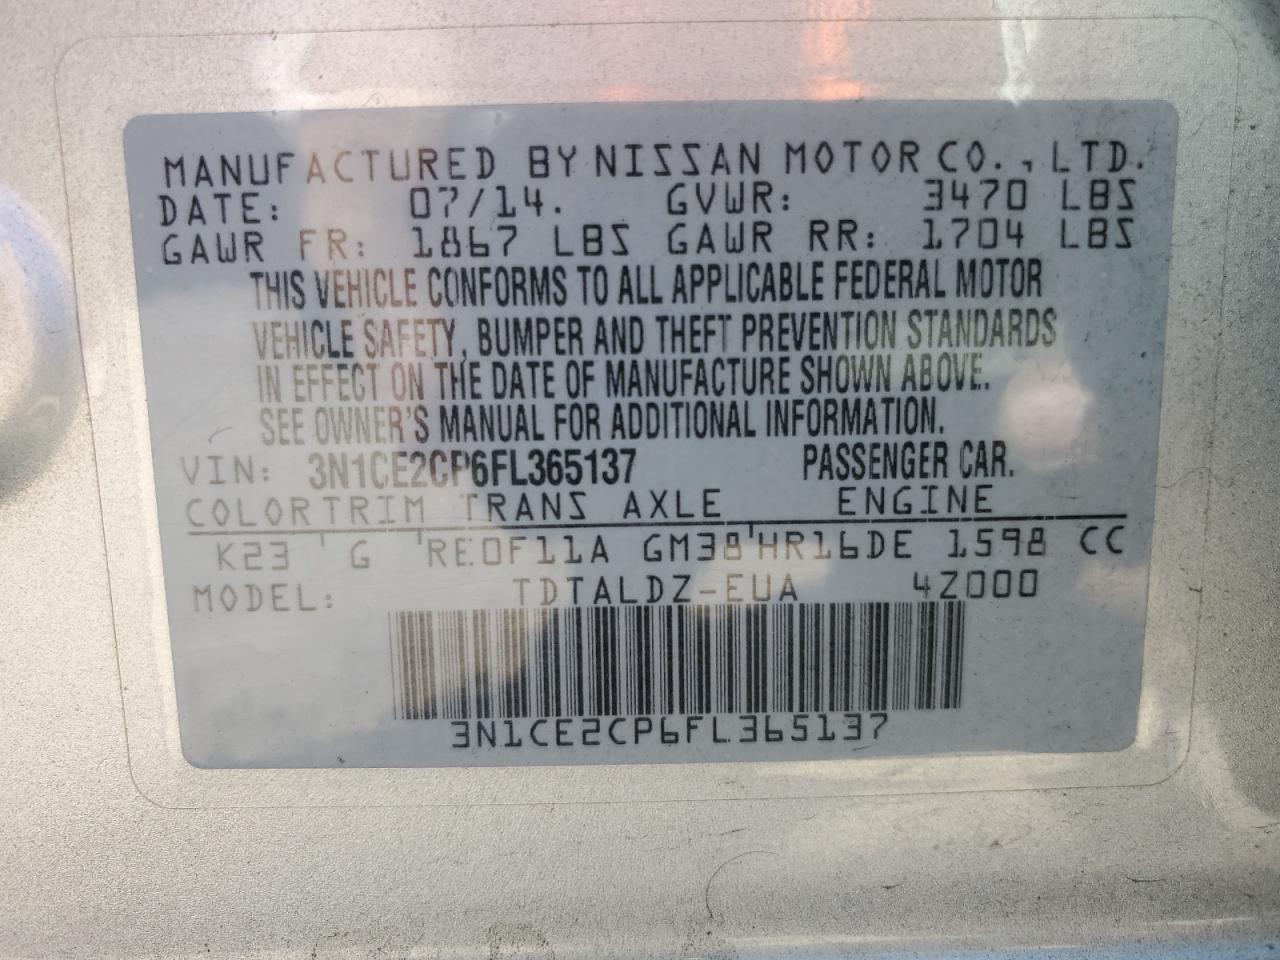 MANUFACTURED BY NISSAN MOTOR CO., LTD.
DATE: 07/14. GVWR: 3470 LBS
GAWR FR: 1867 LBS GAWR RR: 1704 LBS
THIS VEHICLE CONFORMS TO ALL APPLICABLE FEDERAL MOTOR
VEHICLE SAFETY, BUMPER AND THEFT PREVENTION STANDARDS
IN EFFECT ON THE DATE OF MANUFACTURE SHOWN ABOVE.
SEE OWNER'S MANUAL FOR ADDITIONAL INFORMATION.
VIN: 3N1CE2CP6FL365137 PASSENGER CAR.
COLOR TRIM TRANS AXLE ENGINE
K23 G RE0F11A GM38 HR16DE 1598 CC
MODEL: TDTALDZ-EUA 4Z000
3N1CE2CP6FL365137